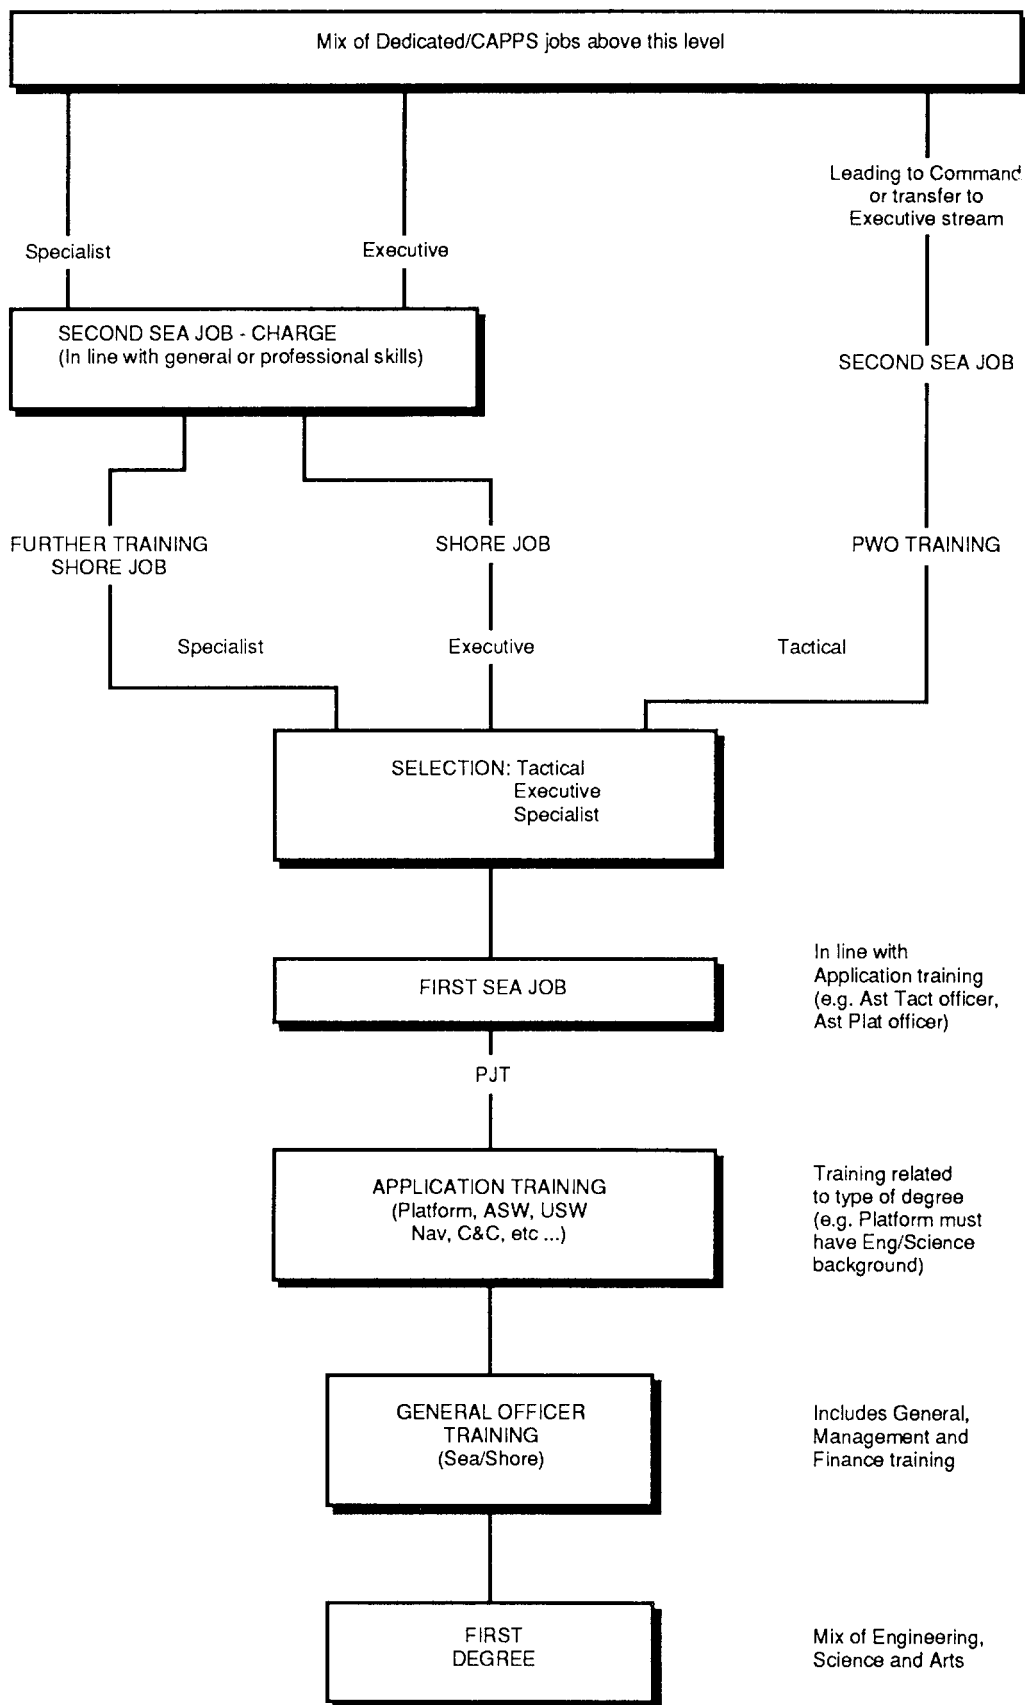 Mix of Dedicated/CAPPS jobs above this level
Leading to Command
or transfer to
Executive stream
Specialist
Executive
SECOND SEA JOB - CHARGE
(In line with general or professional skills)
SECOND SEA JOB
FURTHER TRAINING
SHORE JOB
SHORE JOB
PWO TRAINING
Specialist
Executive
Tactical
SELECTION: Tactical
Executive
Specialist
FIRST SEA JOB
In line with
Application training
(e.g. Ast Tact officer,
Ast Plat officer)
PJT
APPLICATION TRAINING
(Platform, ASW, USW
Nav, C&C, etc ...)
Training related
to type of degree
(e.g. Platform must
have Eng/Science
background)
GENERAL OFFICER
TRAINING
(Sea/Shore)
Includes General,
Management and
Finance training
FIRST
DEGREE
Mix of Engineering,
Science and Arts